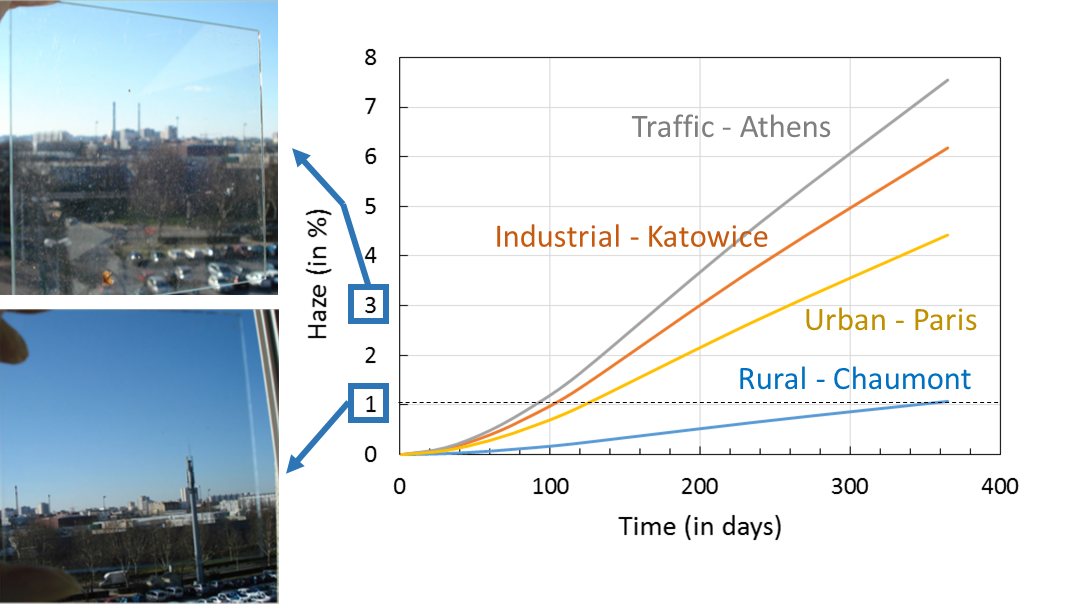 8
7
6
5
4
3
2
1
0
Haze (in %)
Traffic - Athens
Industrial - Katowice
Urban - Paris
Rural - Chaumont
0 100 200 300 400
Time (in days)